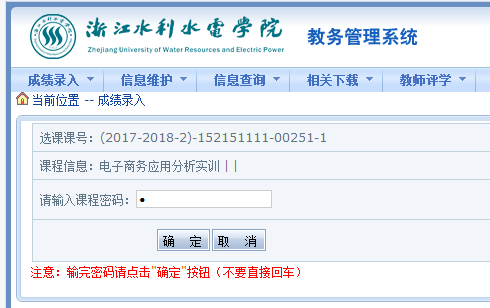 浙江水利水電學院
Zhejiang University of Water Resources and Electric Power
教务管理系统
成绩录入 信息维护 信息查询 相关下载 教师评学
当前位置 -- 成绩录入
选课课号：(2017-2018-2)-152151111-00251-1
课程信息：电子商务应用分析实训 | |
请输入课程密码：●
确 定 取 消
注意：输完密码请点击"确定"按钮（不要直接回车）